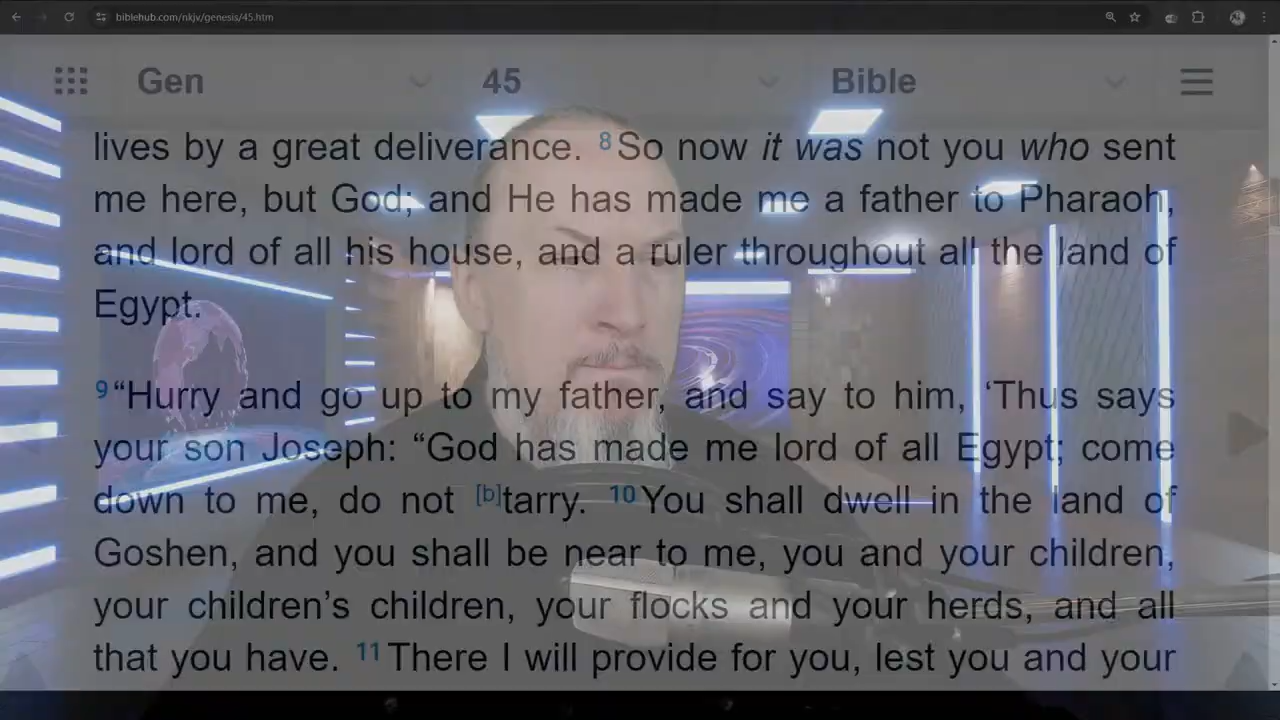 biblehub.com/nkjv/genesis/45.htm
Gen 45 Bible
lives by a great deliverance. 8 So now it was not you who sent
me here, but God; and He has made me a father to Pharaoh,
and lord of all his house, and a ruler throughout all the land of
Egypt.
9 “Hurry and go up to my father, and say to him, ‘Thus says
your son Joseph: “God has made me lord of all Egypt; come
down to me, do not [b]tarry. 10 You shall dwell in the land of
Goshen, and you shall be near to me, you and your children,
your children’s children, your flocks and your herds, and all
that you have. 11 There I will provide for you, lest you and your